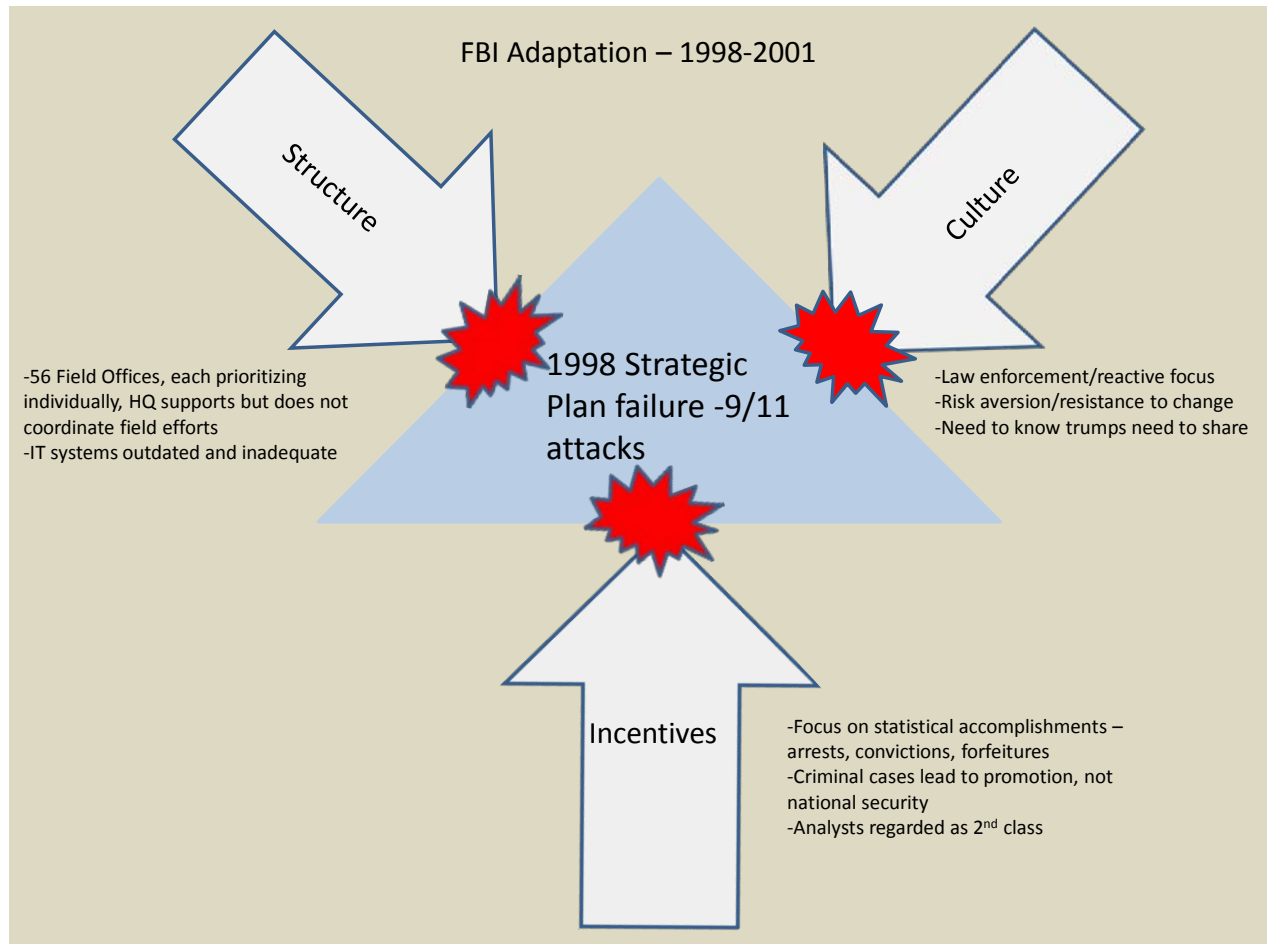 FBI Adaptation – 1998-2001
Structure
Culture
-56 Field Offices, each prioritizing
individually, HQ supports but does not
coordinate field efforts
-IT systems outdated and inadequate
1998 Strategic
Plan failure -9/11
attacks
-Law enforcement/reactive focus
-Risk aversion/resistance to change
-Need to know trumps need to share
Incentives
-Focus on statistical accomplishments –
arrests, convictions, forfeitures
-Criminal cases lead to promotion, not
national security
-Analysts regarded as 2nd class